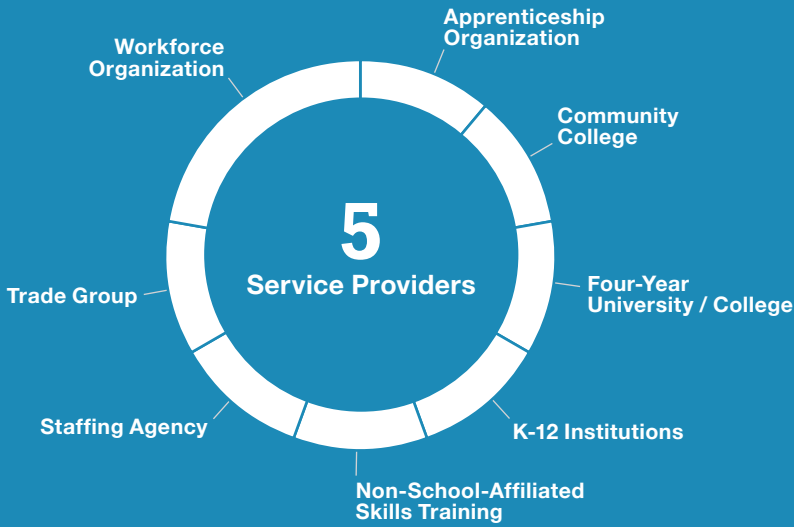 Apprenticeship
Organization
Workforce
Organization
Community
College
5
Service Providers
Four-Year
University / College
Trade Group
Staffing Agency
K-12 Institutions
Non-School-Affiliated
Skills Training